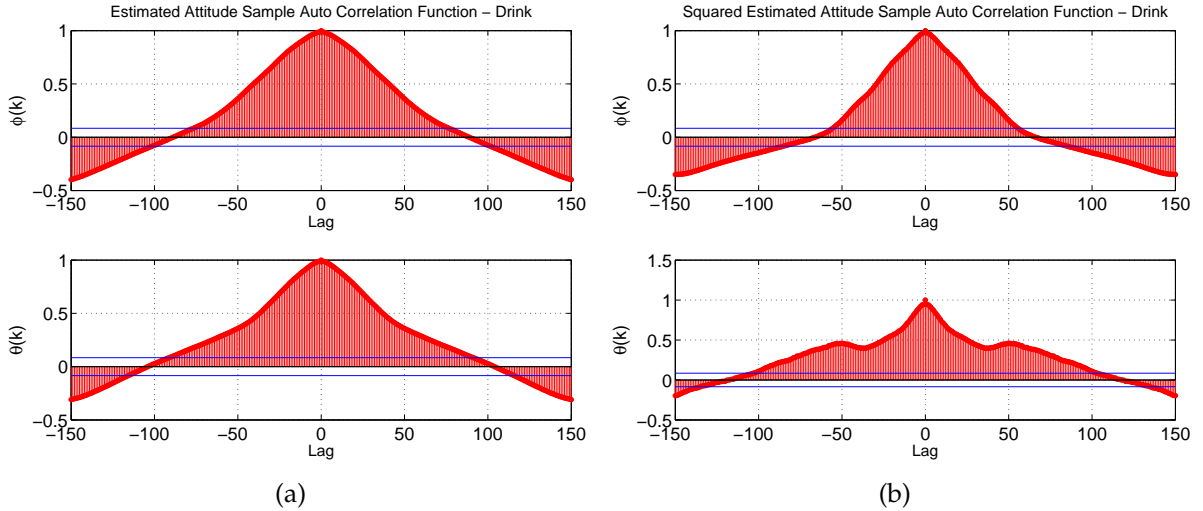 Estimated Attitude Sample Auto Correlation Function − Drink
1
0.5
0
−0.5
ϕ(k)
−150 −100 −50 0 50 100 150
Lag
1
0.5
0
−0.5
θ(k)
−150 −100 −50 0 50 100 150
Lag
(a)
Squared Estimated Attitude Sample Auto Correlation Function − Drink
1
0.5
0
−0.5
ϕ(k)
−150 −100 −50 0 50 100 150
Lag
1.5
1
0.5
0
−0.5
θ(k)
−150 −100 −50 0 50 100 150
Lag
(b)